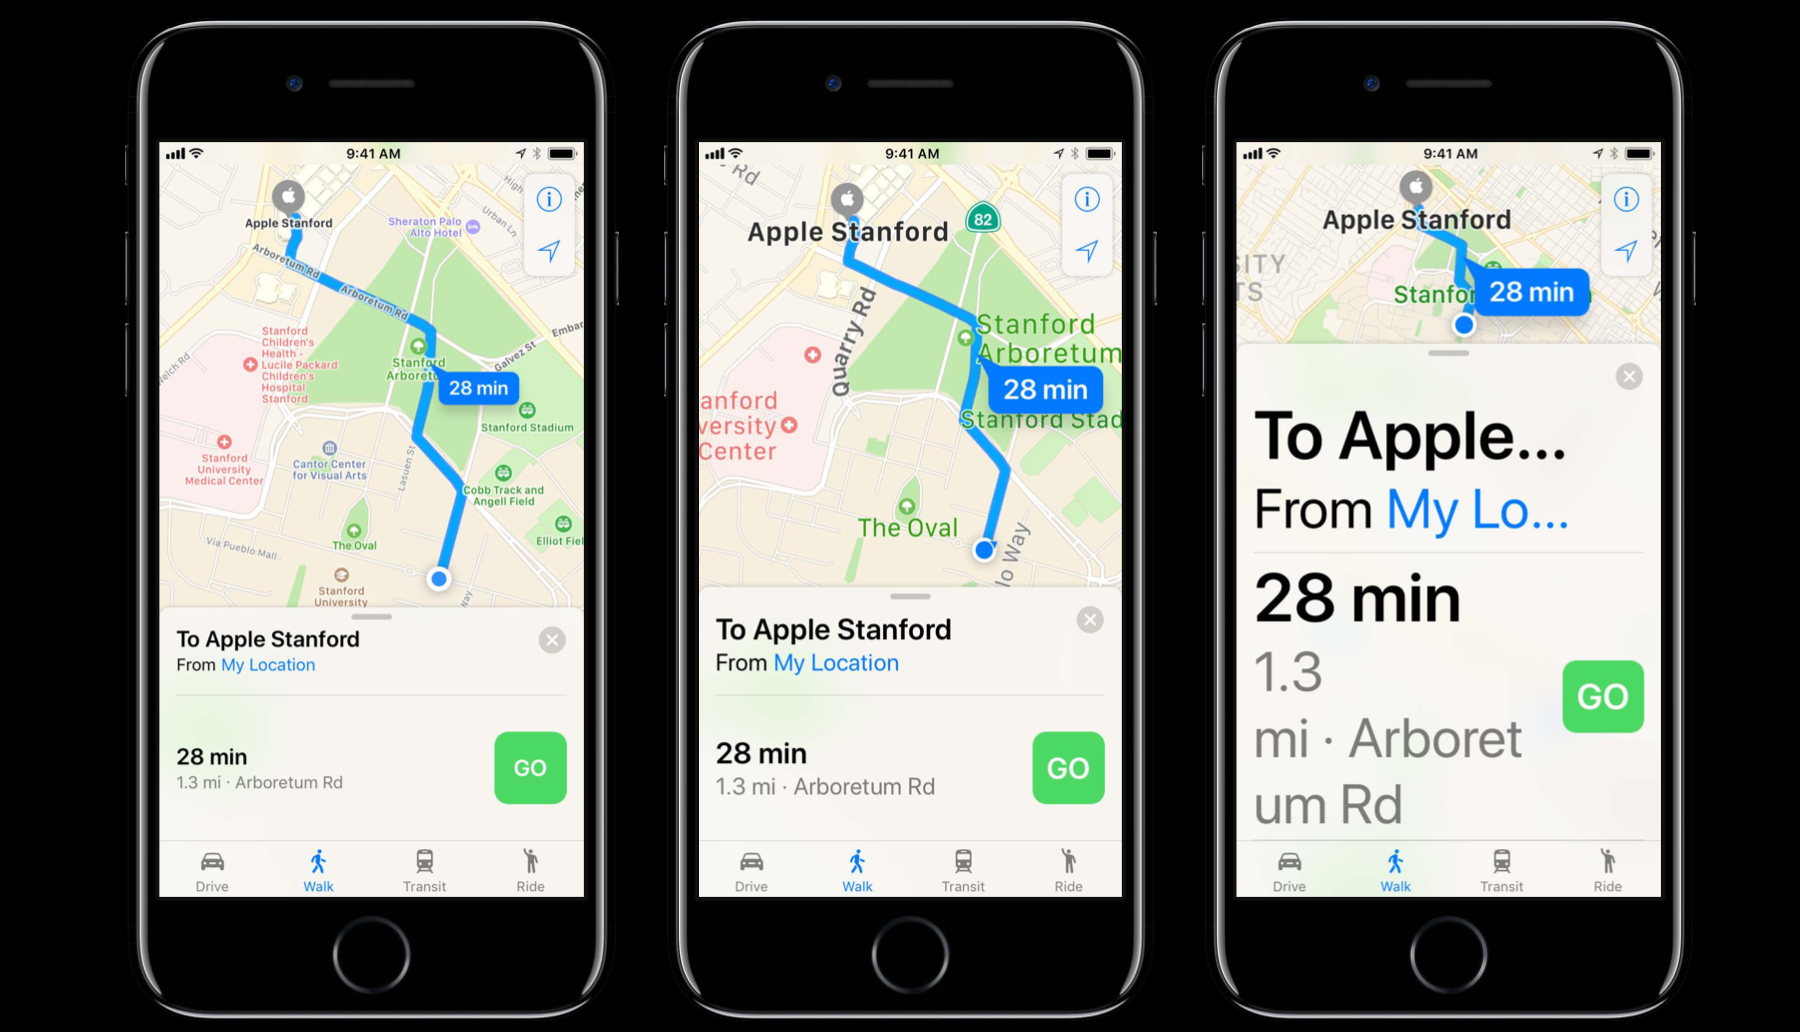 9:41 AM
High
Urban Ln
Apple Stanford
Sheraton Palo
Alto Hotel
Arboretum Rd
Arboretum Rd
Embar
Galvez St
Welch Rd
Stanford
Children's
Health -
Lucile Packard
Children's
Hospital
Stanford
Stanford
Arboretu
28 min
Stanford Stadium
Stanford
University
Medical Center
Cantor Center
for Visual Arts
Lasuen St
Cobb Track and
Angell Field
The Oval
Elliot Fiel
Via Pueblo Mall
Stanford
University
way
To Apple Stanford
From My Location
28 min
1.3 mi · Arboretum Rd
GO
Drive
Walk
Transit
Ride
9:41 AM
Rd
82
Apple Stanford
Quarry Rd
Stanford
Arboretum
28 min
Stanford Stad
anford
versity
Center
The Oval
lo Way
To Apple Stanford
From My Location
28 min
1.3 mi · Arboretum Rd
GO
Drive
Walk
Transit
Ride
9:41 AM
Apple Stanford
SITY
TS
Stanfor
28 min
To Apple...
From My Lo...
28 min
1.3
mi · Arboret
um Rd
GO
Drive
Walk
Transit
Ride